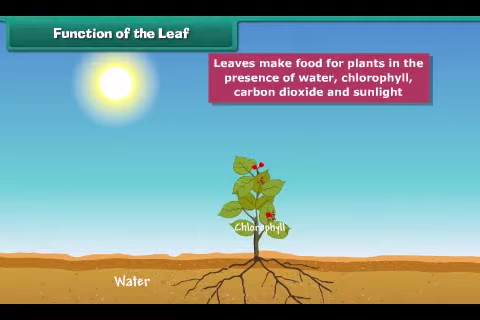 Function of the Leaf
Leaves make food for plants in the
presence of water, chlorophyll,
carbon dioxide and sunlight
Chlorophyll
Water